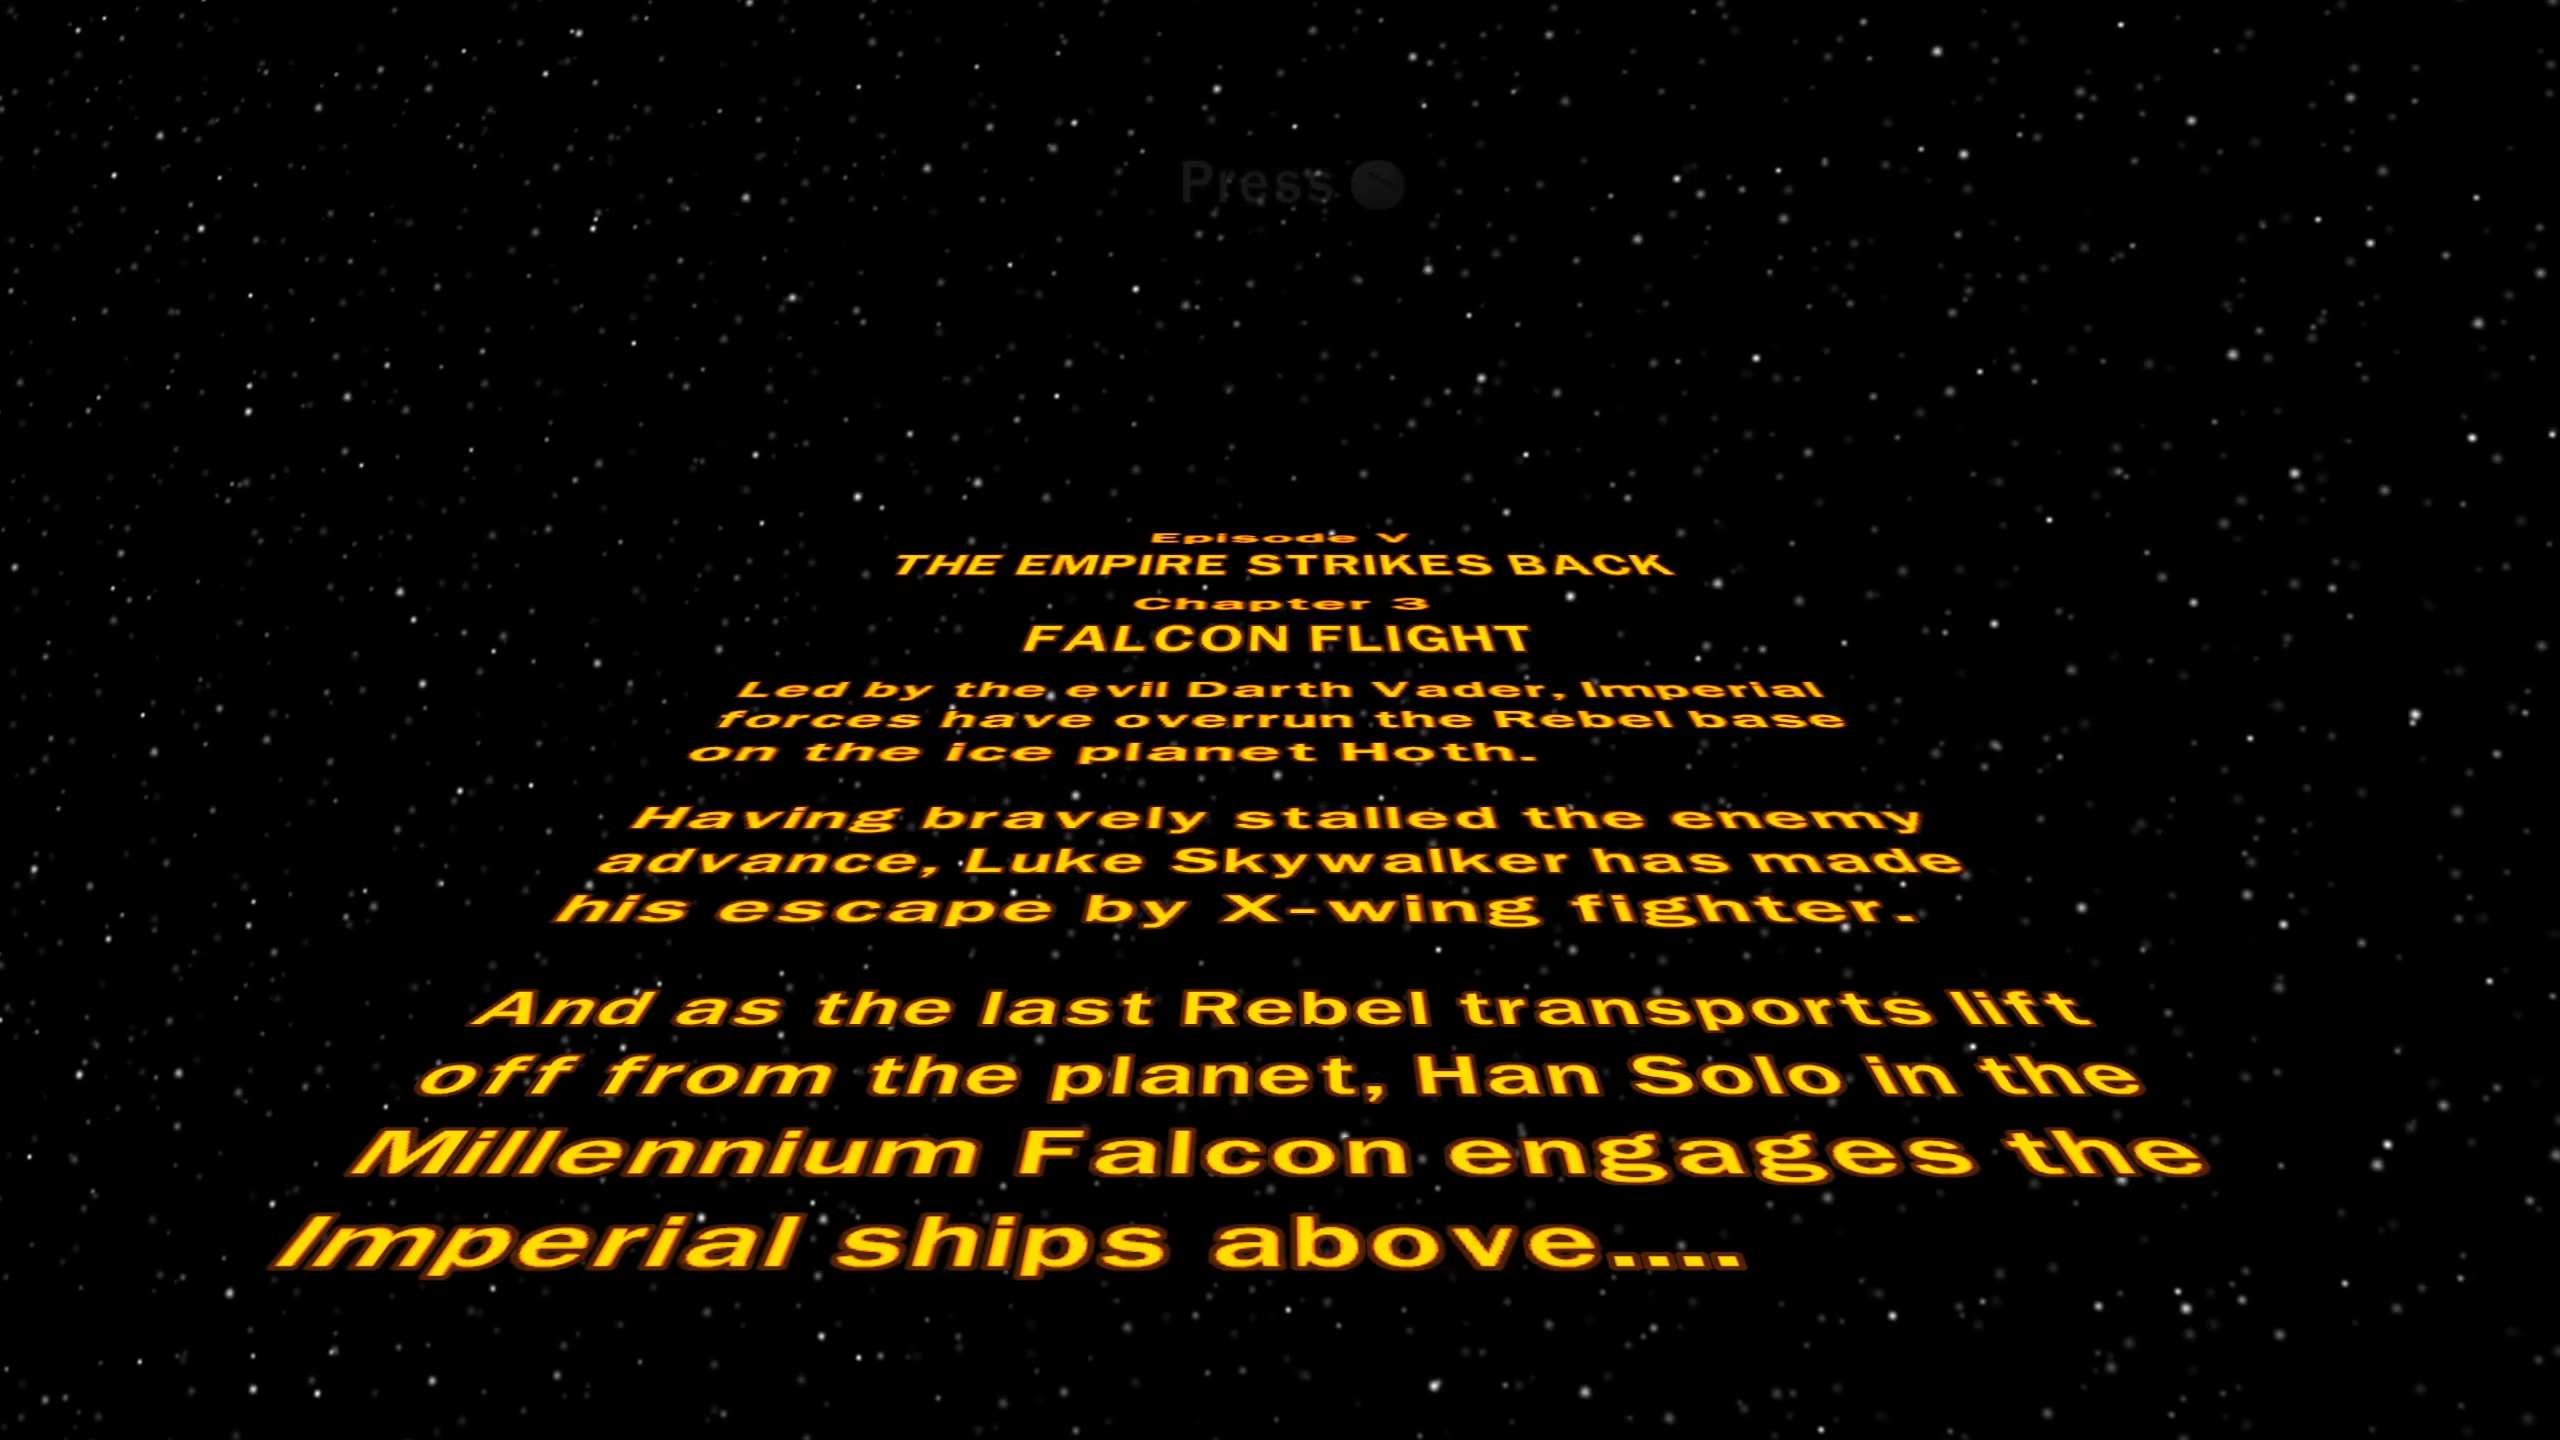 Press
Episode V
THE EMPIRE STRIKES BACK
Chapter 3
FALCON FLIGHT
Led by the evil Darth Vader, Imperial
forces have overrun the Rebel base
on the ice planet Hoth.
Having bravely stalled the enemy
advance, Luke Skywalker has made
his escape by X-wing fighter.
And as the last Rebel transports lift
off from the planet, Han Solo in the
Millennium Falcon engages the
Imperial ships above....